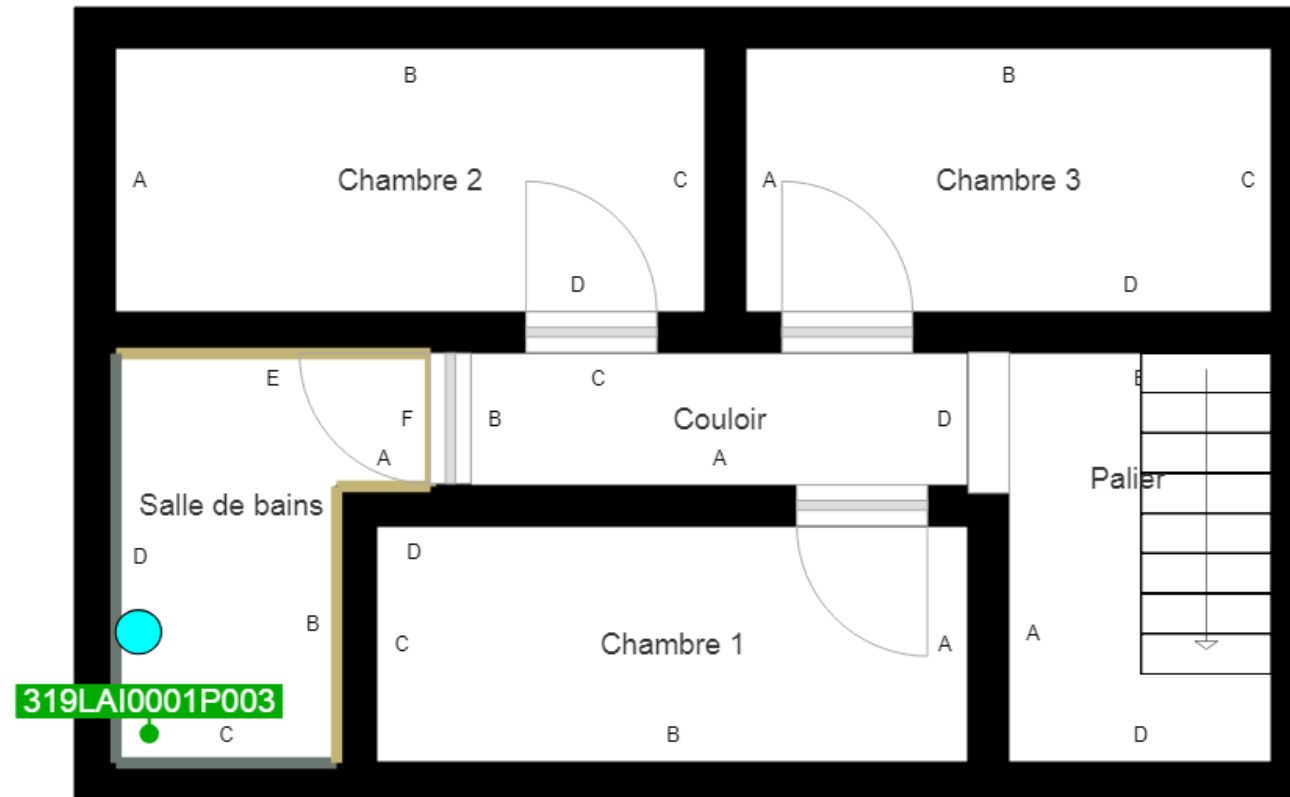 B
B
A
Chambre 2
C
A
Chambre 3
C
D
D
E
C
F
B
Couloir
D
A
A
Palier
Salle de bains
D
D
B
C
Chambre 1
A
A
319LAI0001P003
C
B
D